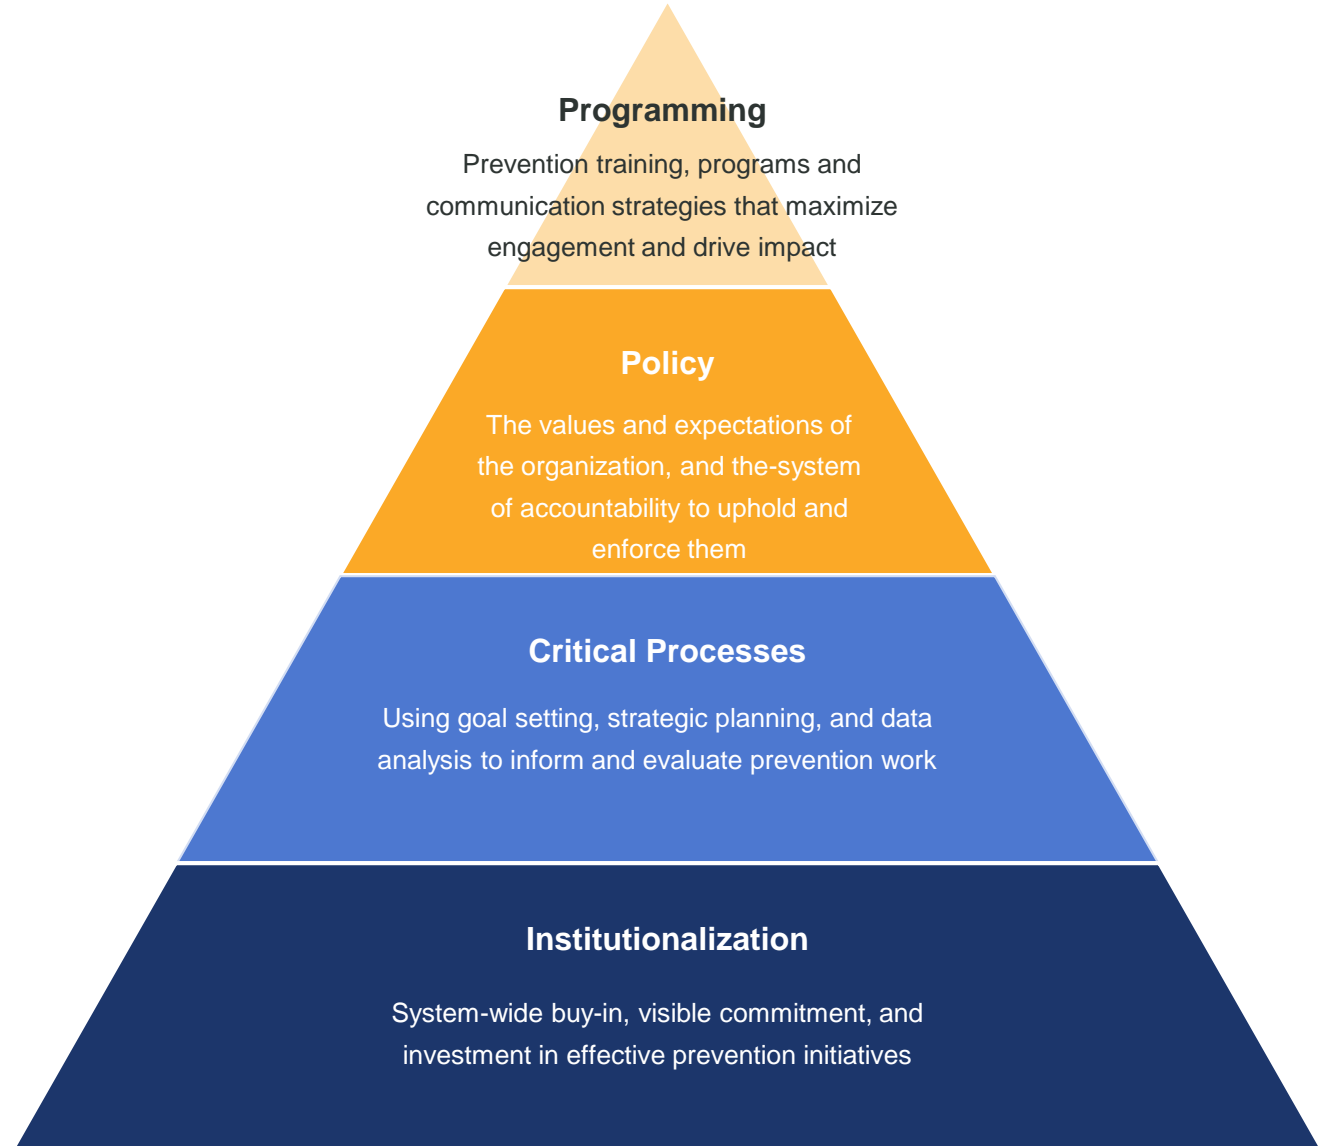 Programming
Prevention training, programs and
communication strategies that maximize
engagement and drive impact
Policy
The values and expectations of
the organization, and the-system
of accountability to uphold and
enforce them
Critical Processes
Using goal setting, strategic planning, and data
analysis to inform and evaluate prevention work
Institutionalization
System-wide buy-in, visible commitment, and
investment in effective prevention initiatives